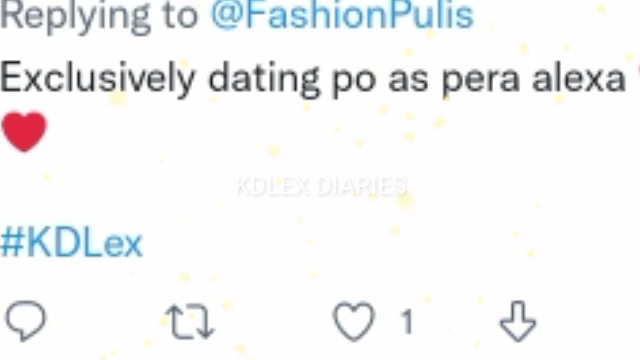 Replying to @FashionPulis
Exclusively dating po as pera alexa
KDLEX DIARIES
#KDLex
1